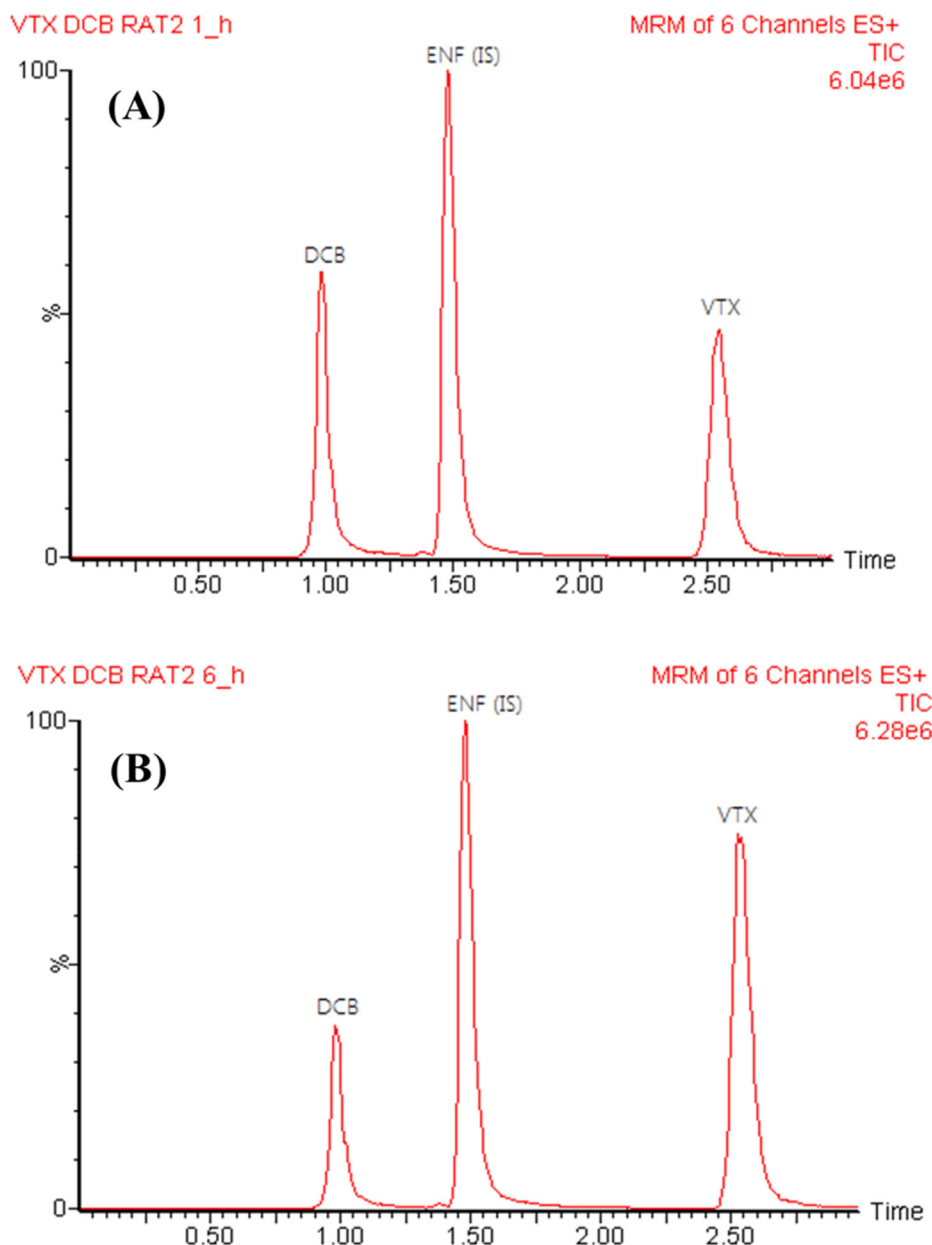 VTX DCB RAT2 1_h
MRM of 6 Channels ES+
TIC
6.04e6
ENF (IS)
100
(A)
DCB
VTX
%
0
Time
0.50 1.00 1.50 2.00 2.50
VTX DCB RAT2 6_h
MRM of 6 Channels ES+
TIC
6.28e6
ENF (IS)
100
(B)
VTX
%
DCB
0
Time
0.50 1.00 1.50 2.00 2.50